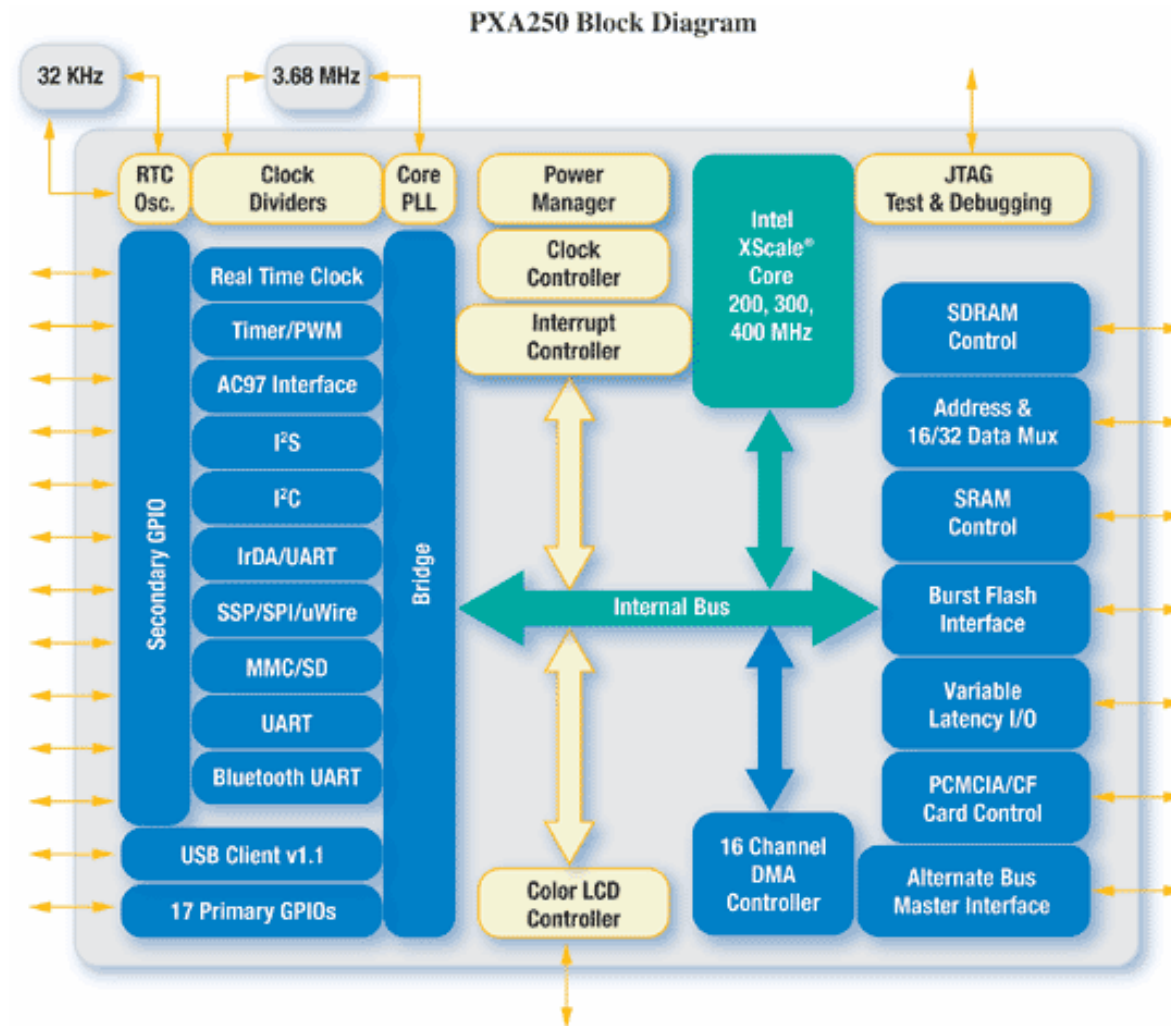 PXA250 Block Diagram
32 KHz
3.68 MHz
RTC
Osc.
Clock
Dividers
Core
PLL
Power
Manager
Intel
XScale®
Core
200, 300,
400 MHz
JTAG
Test & Debugging
Clock
Controller
Interrupt
Controller
Secondary GPIO
Real Time Clock
Timer/PWM
AC97 Interface
I²S
I²C
IrDA/UART
SSP/SPI/uWire
MMC/SD
UART
Bluetooth UART
USB Client v1.1
17 Primary GPIOs
Bridge
Internal Bus
Color LCD
Controller
16 Channel
DMA
Controller
SDRAM
Control
Address &
16/32 Data Mux
SRAM
Control
Burst Flash
Interface
Variable
Latency I/O
PCMCIA/CF
Card Control
Alternate Bus
Master Interface